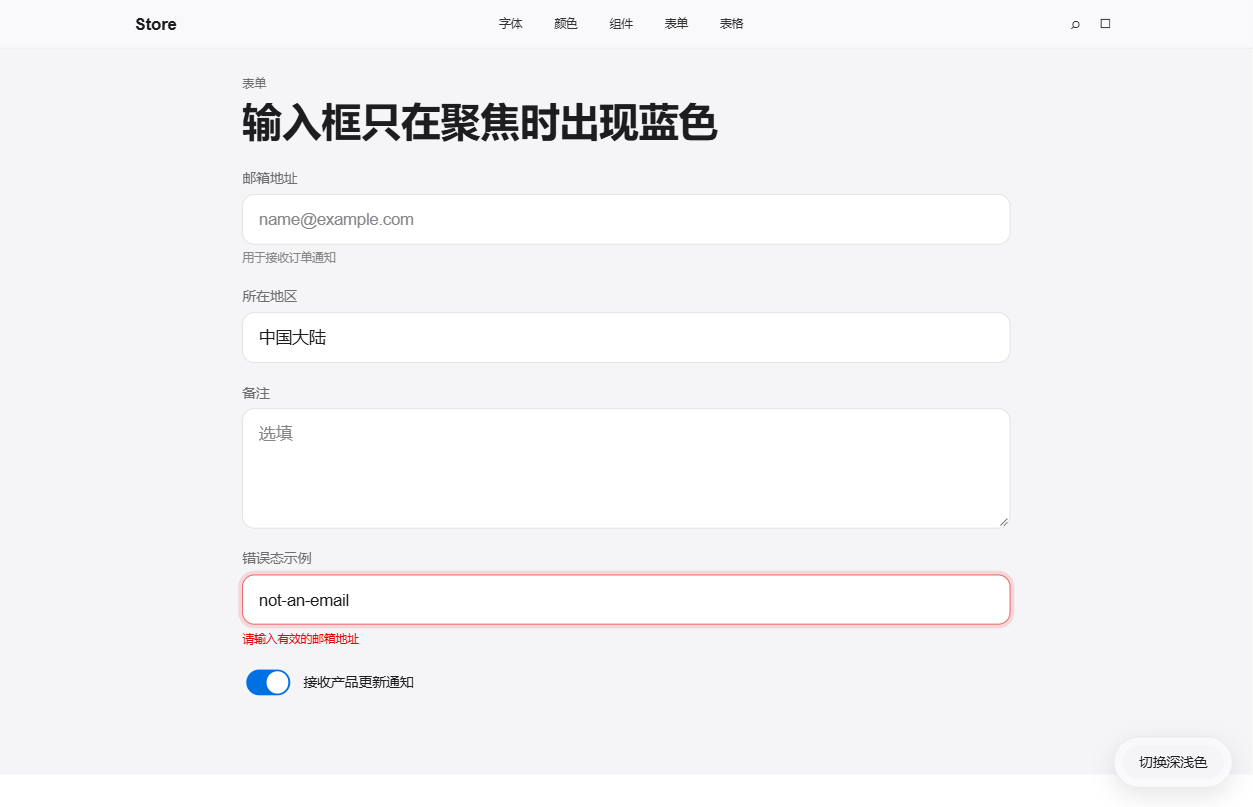 Store
字体
颜色
组件
表单
表格
表单
输入框只在聚焦时出现蓝色
邮箱地址
name@example.com
用于接收订单通知
所在地区
中国大陆
备注
选填
错误态示例
not-an-email
请输入有效的邮箱地址
接收产品更新通知
切换深浅色